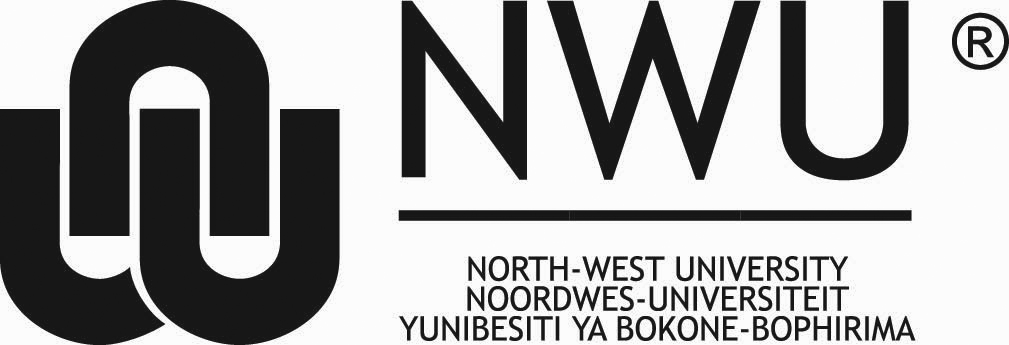 NWU®
NORTH-WEST UNIVERSITY
NOORDWES-UNIVERSITEIT
YUNIBESITI YA BOKONE-BOPHIRIMA